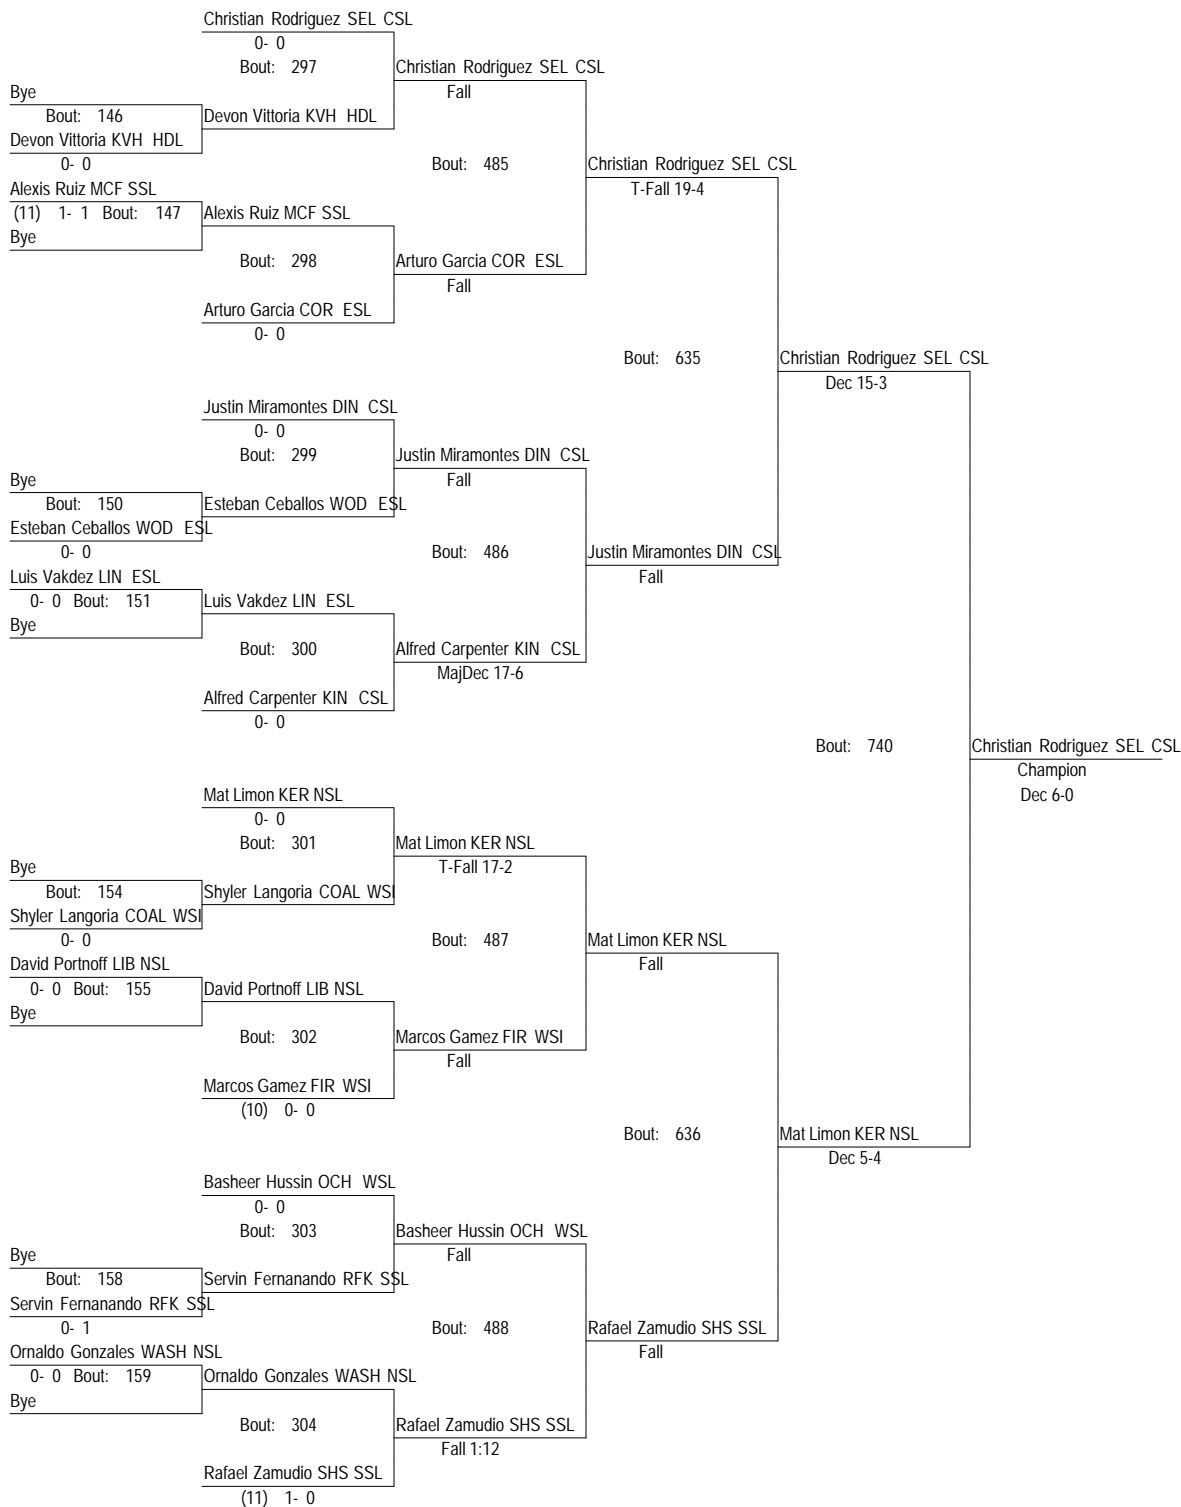 Christian Rodriguez SEL CSL
0- 0
Bout: 297
Christian Rodriguez SEL CSL
Fall
Bye
Bout: 146
Devon Vittoria KVH HDL
Devon Vittoria KVH HDL
0- 0
Bout: 485
Christian Rodriguez SEL CSL
T-Fall 19-4
Alexis Ruiz MCF SSL
(11) 1- 1 Bout: 147
Alexis Ruiz MCF SSL
Bye
Bout: 298
Arturo Garcia COR ESL
Fall
Arturo Garcia COR ESL
0- 0
Bout: 635
Christian Rodriguez SEL CSL
Dec 15-3
Justin Miramontes DIN CSL
0- 0
Bout: 299
Justin Miramontes DIN CSL
Fall
Bye
Bout: 150
Esteban Ceballos WOD ESL
Esteban Ceballos WOD ESL
0- 0
Bout: 486
Justin Miramontes DIN CSL
Fall
Luis Vakdez LIN ESL
0- 0 Bout: 151
Luis Vakdez LIN ESL
Bye
Bout: 300
Alfred Carpenter KIN CSL
MajDec 17-6
Alfred Carpenter KIN CSL
0- 0
Bout: 740
Christian Rodriguez SEL CSL
Champion
Dec 6-0
Mat Limon KER NSL
0- 0
Bout: 301
Mat Limon KER NSL
T-Fall 17-2
Bye
Bout: 154
Shyler Langoria COAL WSI
Shyler Langoria COAL WSI
0- 0
Bout: 487
Mat Limon KER NSL
Fall
David Portnoff LIB NSL
0- 0 Bout: 155
David Portnoff LIB NSL
Bye
Bout: 302
Marcos Gamez FIR WSI
Fall
Marcos Gamez FIR WSI
(10) 0- 0
Bout: 636
Mat Limon KER NSL
Dec 5-4
Basheer Hussin OCH WSL
0- 0
Bout: 303
Basheer Hussin OCH WSL
Fall
Bye
Bout: 158
Servin Fernanando RFK SSL
Servin Fernanando RFK SSL
0- 1
Bout: 488
Rafael Zamudio SHS SSL
Fall
Ornaldo Gonzales WASH NSL
0- 0 Bout: 159
Ornaldo Gonzales WASH NSL
Bye
Bout: 304
Rafael Zamudio SHS SSL
Fall 1:12
Rafael Zamudio SHS SSL
(11) 1- 0